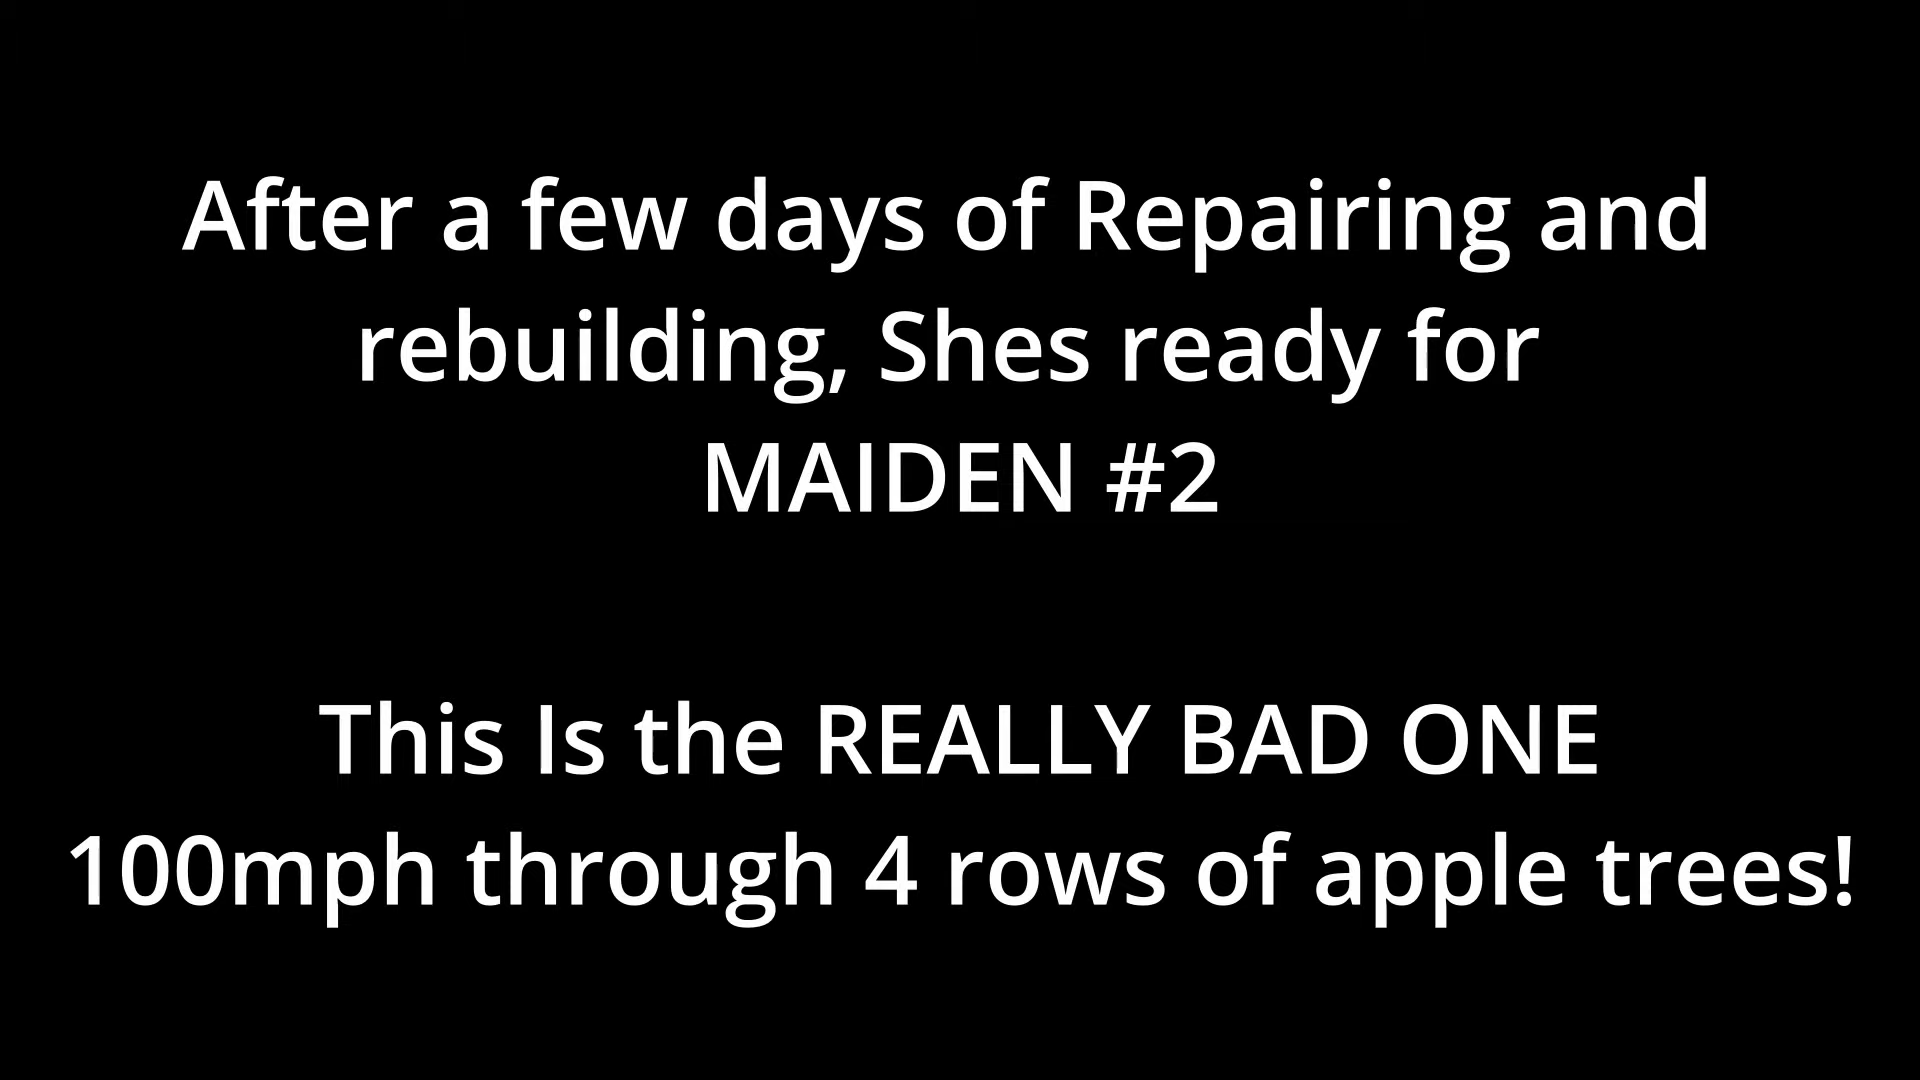 After a few days of Repairing and
rebuilding, Shes ready for
MAIDEN #2
This Is the REALLY BAD ONE
100mph through 4 rows of apple trees!